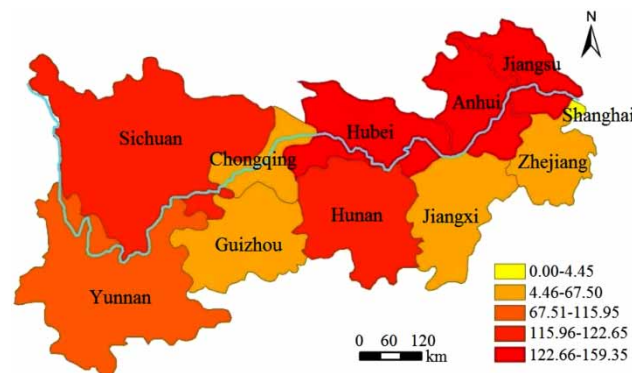 N
Jiangsu
Anhui
Shanghai
Sichuan
Hubei
Chongqing
Zhejiang
Hunan
Jiangxi
Guizhou
Yunnan
0.00-4.45
4.46-67.50
67.51-115.95
115.96-122.65
122.66-159.35
0 30 60 120
km